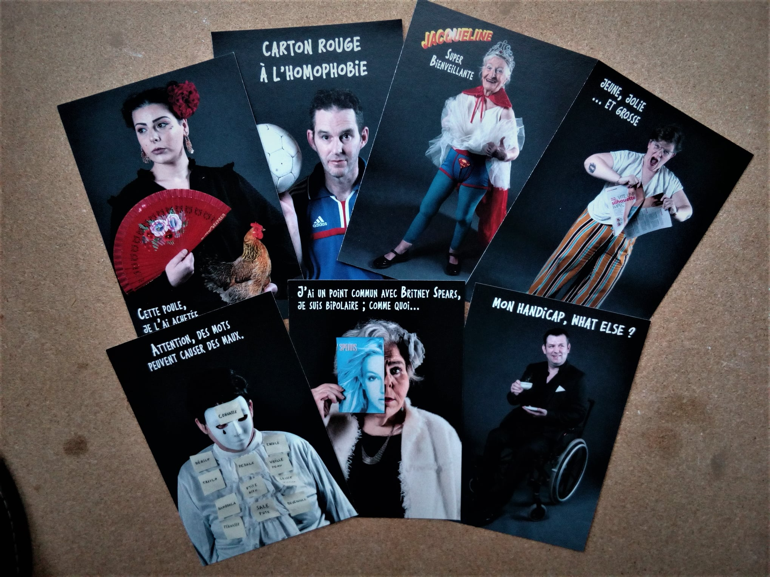 CARTON ROUGE
À L'HOMOPHOBIE
JACQUELINE
SUPER
BIENVEILLANTE
JEUNE, JOLIE
... ET GROSSE
CETTE POULE,
JE L'AI ACHETÉE
adidas
ATTENTION, DES MOTS
PEUVENT CAUSER DES MAUX.
J'AI UN POINT COMMUN AVEC BRITNEY SPEARS,
JE SUIS BIPOLAIRE ; COMME QUOI...
MON HANDICAP, WHAT ELSE ?